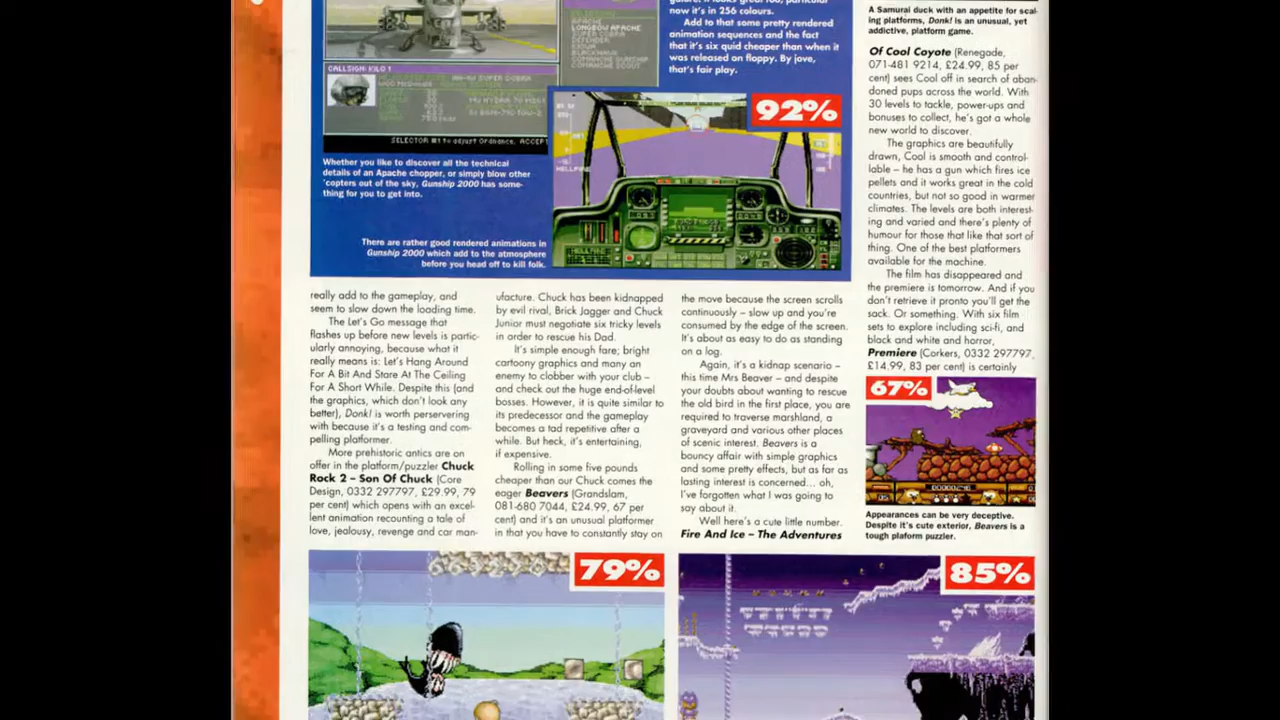 galore. It looks great too, particular
now it's in 256 colours.
Add to that some pretty rendered
animation sequences and the fact
that it's six quid cheaper than when it
was released on floppy. By jove,
that's fair play.
APACHE
LONGBOW APACHE
SUPER COBRA
DEFENDER
KIOWA
BLACKHAWK
COMANCHE GUNSHIP
COMANCHE SCOUT
CALLSIGN: KILO 1
AH-1W SUPER COBRA
SELECTOR #1 to adjust Ordnance. ACCEPT
Whether you like to discover all the technical
details of an Apache chopper, or simply blow other
'copters out of the sky, Gunship 2000 has some-
thing for you to get into.
92%
HELLFIRE
There are rather good rendered animations in
Gunship 2000 which add to the atmosphere
before you head off to kill folk.
really add to the gameplay, and
seem to slow down the loading time.
The Let's Go message that
flashes up before new levels is partic-
ularly annoying, because what it
really means is: Let's Hang Around
For A Bit And Stare At The Ceiling
For A Short While. Despite this (and
the graphics, which don't look any
better), Donk! is worth perservering
with because it's a testing and com-
pelling platformer.
More prehistoric antics are on
offer in the platform/puzzler Chuck
Rock 2 – Son Of Chuck (Core
Design, 0332 297797, £29.99, 79
per cent) which opens with an excel-
lent animation recounting a tale of
love, jealousy, revenge and car man-
ufacture. Chuck has been kidnapped
by evil rival, Brick Jagger and Chuck
Junior must negotiate six tricky levels
in order to rescue his Dad.
It's simple enough fare; bright
cartoony graphics and many an
enemy to clobber with your club –
and check out the huge end-of-level
bosses. However, it is quite similar to
its predecessor and the gameplay
becomes a tad repetitive after a
while. But heck, it's entertaining,
if expensive.
Rolling in some five pounds
cheaper than our Chuck comes the
eager Beavers (Grandslam,
081-680 7044, £24.99, 67 per
cent) and it's an unusual platformer
in that you have to constantly stay on
the move because the screen scrolls
continuously – slow up and you're
consumed by the edge of the screen.
It's about as easy to do as standing
on a log.
Again, it's a kidnap scenario –
this time Mrs Beaver – and despite
your doubts about wanting to rescue
the old bird in the first place, you are
required to traverse marshland, a
graveyard and various other places
of scenic interest. Beavers is a
bouncy affair with simple graphics
and some pretty effects, but as far as
lasting interest is concerned... oh,
I've forgotten what I was going to
say about it.
Well here's a cute little number.
Fire And Ice – The Adventures
A Samurai duck with an appetite for scal-
ing platforms, Donk! is an unusual, yet
addictive, platform game.
Of Cool Coyote (Renegade,
071-481 9214, £24.99, 85 per
cent) sees Cool off in search of aban-
doned pups across the world. With
30 levels to tackle, power-ups and
bonuses to collect, he's got a whole
new world to discover.
The graphics are beautifully
drawn, Cool is smooth and control-
lable – he has a gun which fires ice
pellets and it works great in the cold
countries, but not so good in warmer
climates. The levels are both interest-
ing and varied and there's plenty of
humour for those that like that sort of
thing. One of the best platformers
available for the machine.
The film has disappeared and
the premiere is tomorrow. And if you
don't retrieve it pronto you'll get the
sack. Or something. With six film
sets to explore including sci-fi, and
black and white and horror,
Premiere (Corkers, 0332 297797,
£14.99, 83 per cent) is certainly
67%
Appearances can be very deceptive.
Despite it's cute exterior, Beavers is a
tough plaform puzzler.
79%
85%